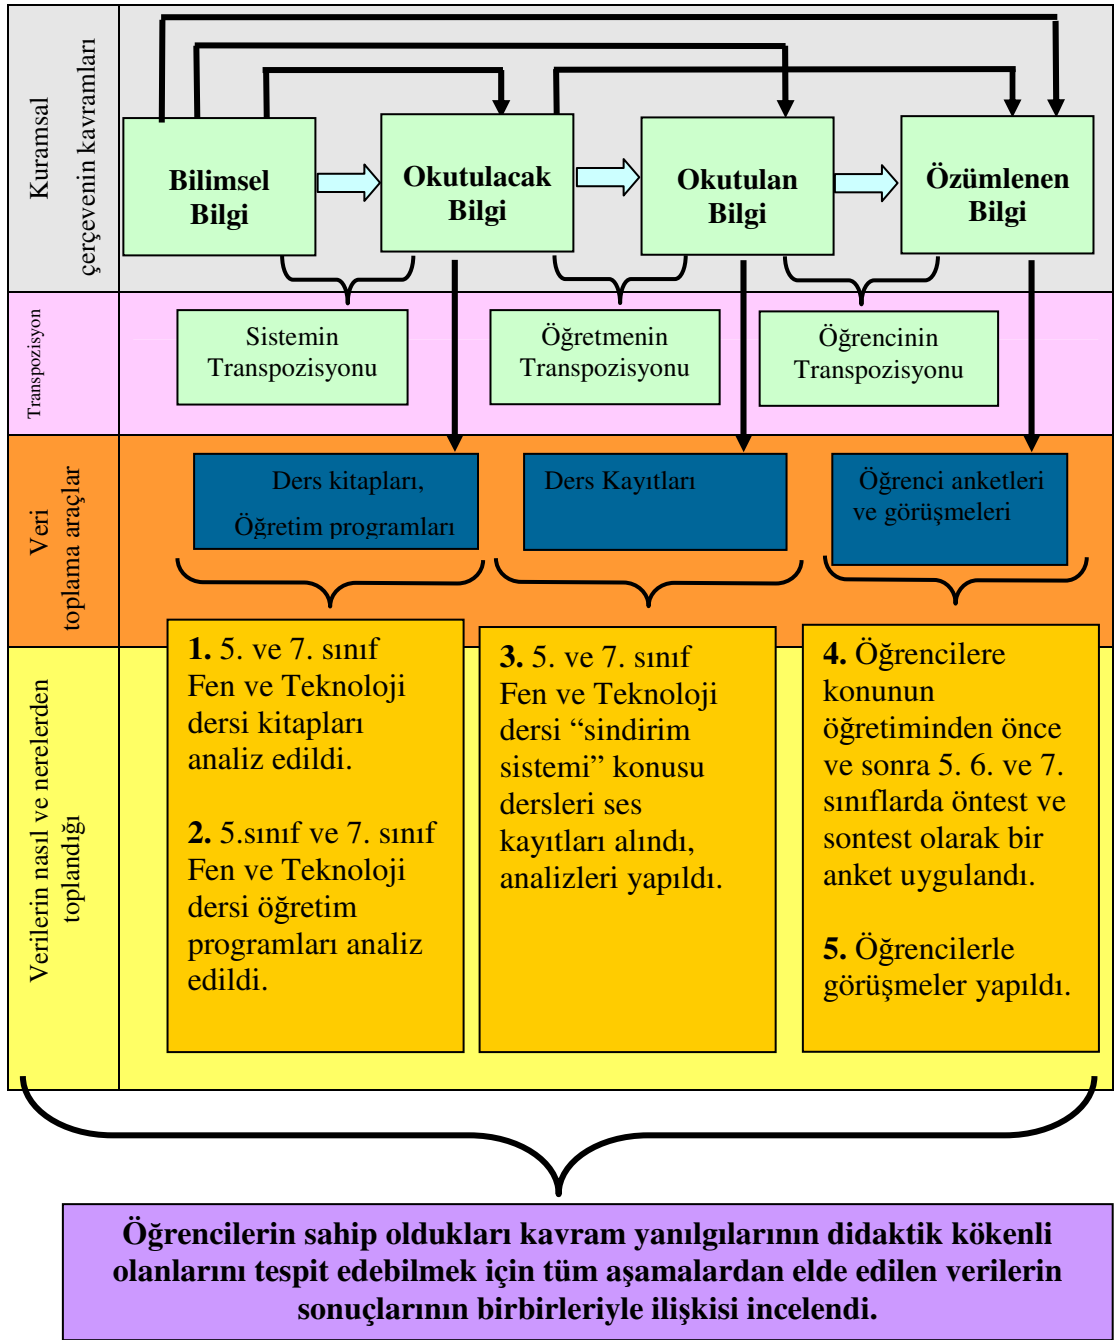 Kuramsal
çerçevenin kavramları
Bilimsel
Bilgi
Okutulacak
Bilgi
Okutulan
Bilgi
Özümlenen
Bilgi
Transpozisyon
Sistemin
Transpozisyonu
Öğretmenin
Transpozisyonu
Öğrencinin
Transpozisyonu
Veri
toplama araçlar
Ders kitapları,
Öğretim programları
Ders Kayıtları
Öğrenci anketleri
ve görüşmeleri
Verilerin nasıl ve nerelerden
toplandığı
1. 5. ve 7. sınıf
Fen ve Teknoloji
dersi kitapları
analiz edildi.
2. 5.sınıf ve 7. sınıf
Fen ve Teknoloji
dersi öğretim
programları analiz
edildi.
3. 5. ve 7. sınıf
Fen ve Teknoloji
dersi “sindirim
sistemi” konusu
dersleri ses
kayıtları alındı,
analizleri yapıldı.
4. Öğrencilere
konunun
öğretiminden önce
ve sonra 5. 6. ve 7.
sınıflarda öntest ve
sontest olarak bir
anket uygulandı.
5. Öğrencilerle
görüşmeler yapıldı.
Öğrencilerin sahip oldukları kavram yanılgılarının didaktik kökenli
olanlarını tespit edebilmek için tüm aşamalardan elde edilen verilerin
sonuçlarının birbirleriyle ilişkisi incelendi.